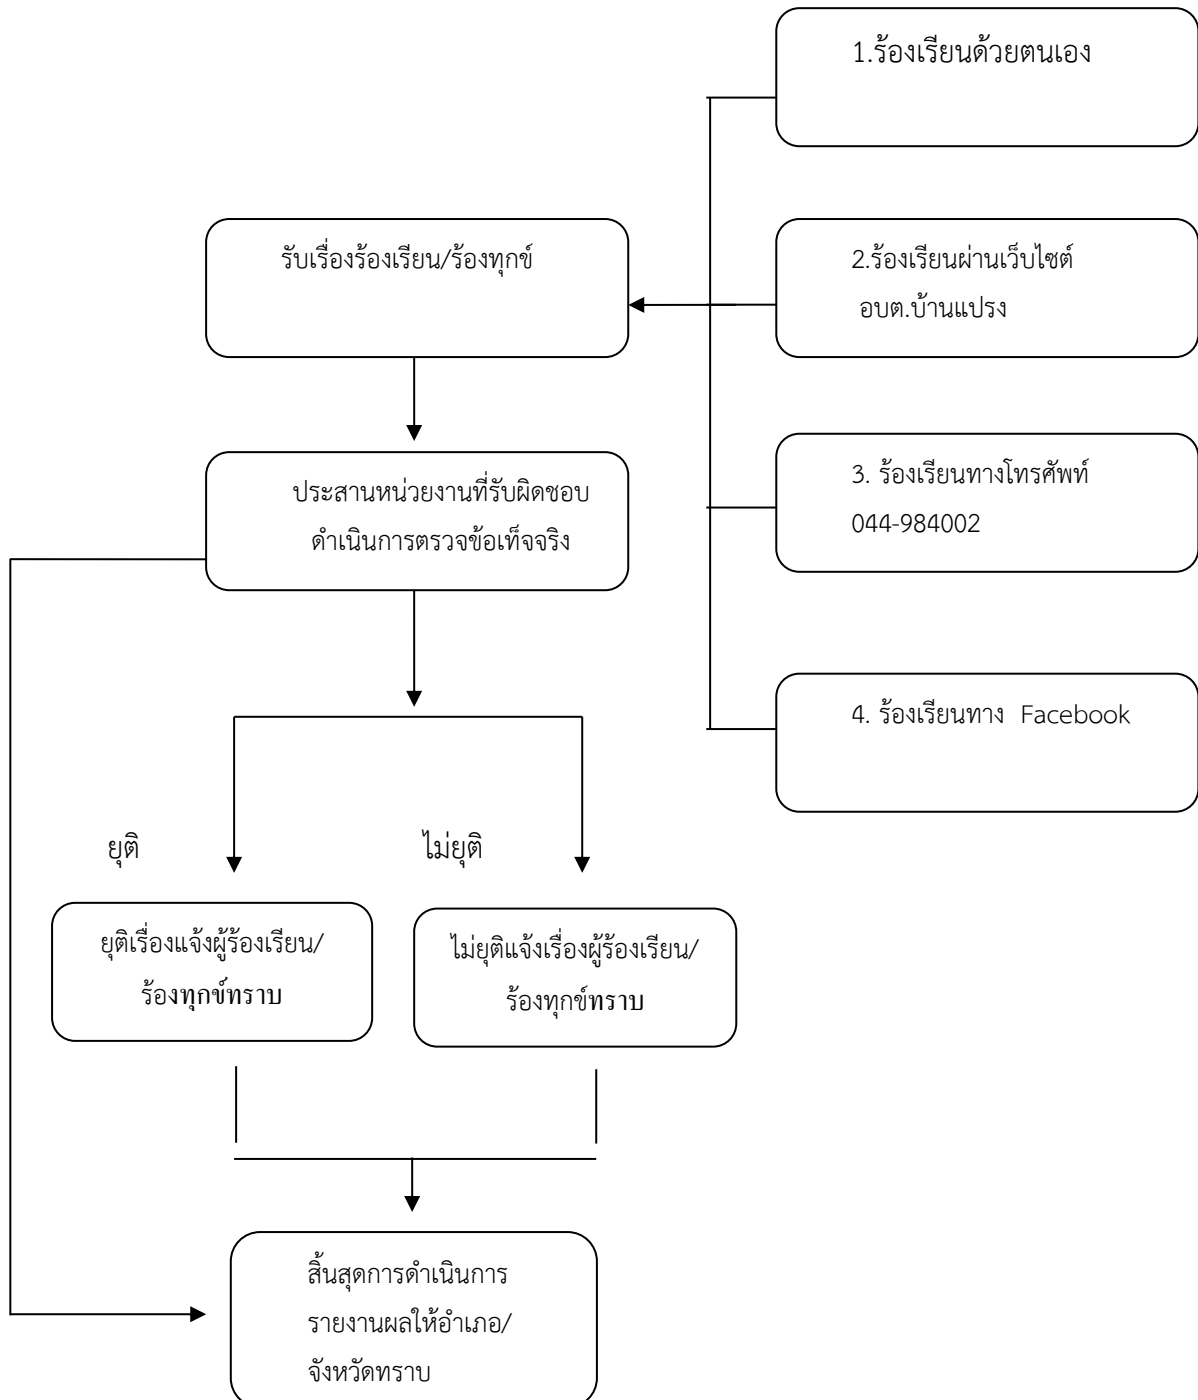 1.ร้องเรียนด้วยตนเอง
รับเรื่องร้องเรียน/ร้องทุกข์
2.ร้องเรียนผ่านเว็บไซต์
อบต.บ้านแปรง
ประสานหน่วยงานที่รับผิดชอบ
ดำเนินการตรวจข้อเท็จจริง
3. ร้องเรียนทางโทรศัพท์
044-984002
4. ร้องเรียนทาง Facebook
ยุติ
ไม่ยุติ
ยุติเรื่องแจ้งผู้ร้องเรียน/
ร้องทุกข์ทราบ
ไม่ยุติแจ้งเรื่องผู้ร้องเรียน/
ร้องทุกข์ทราบ
สิ้นสุดการดำเนินการ
รายงานผลให้อำเภอ/
จังหวัดทราบ